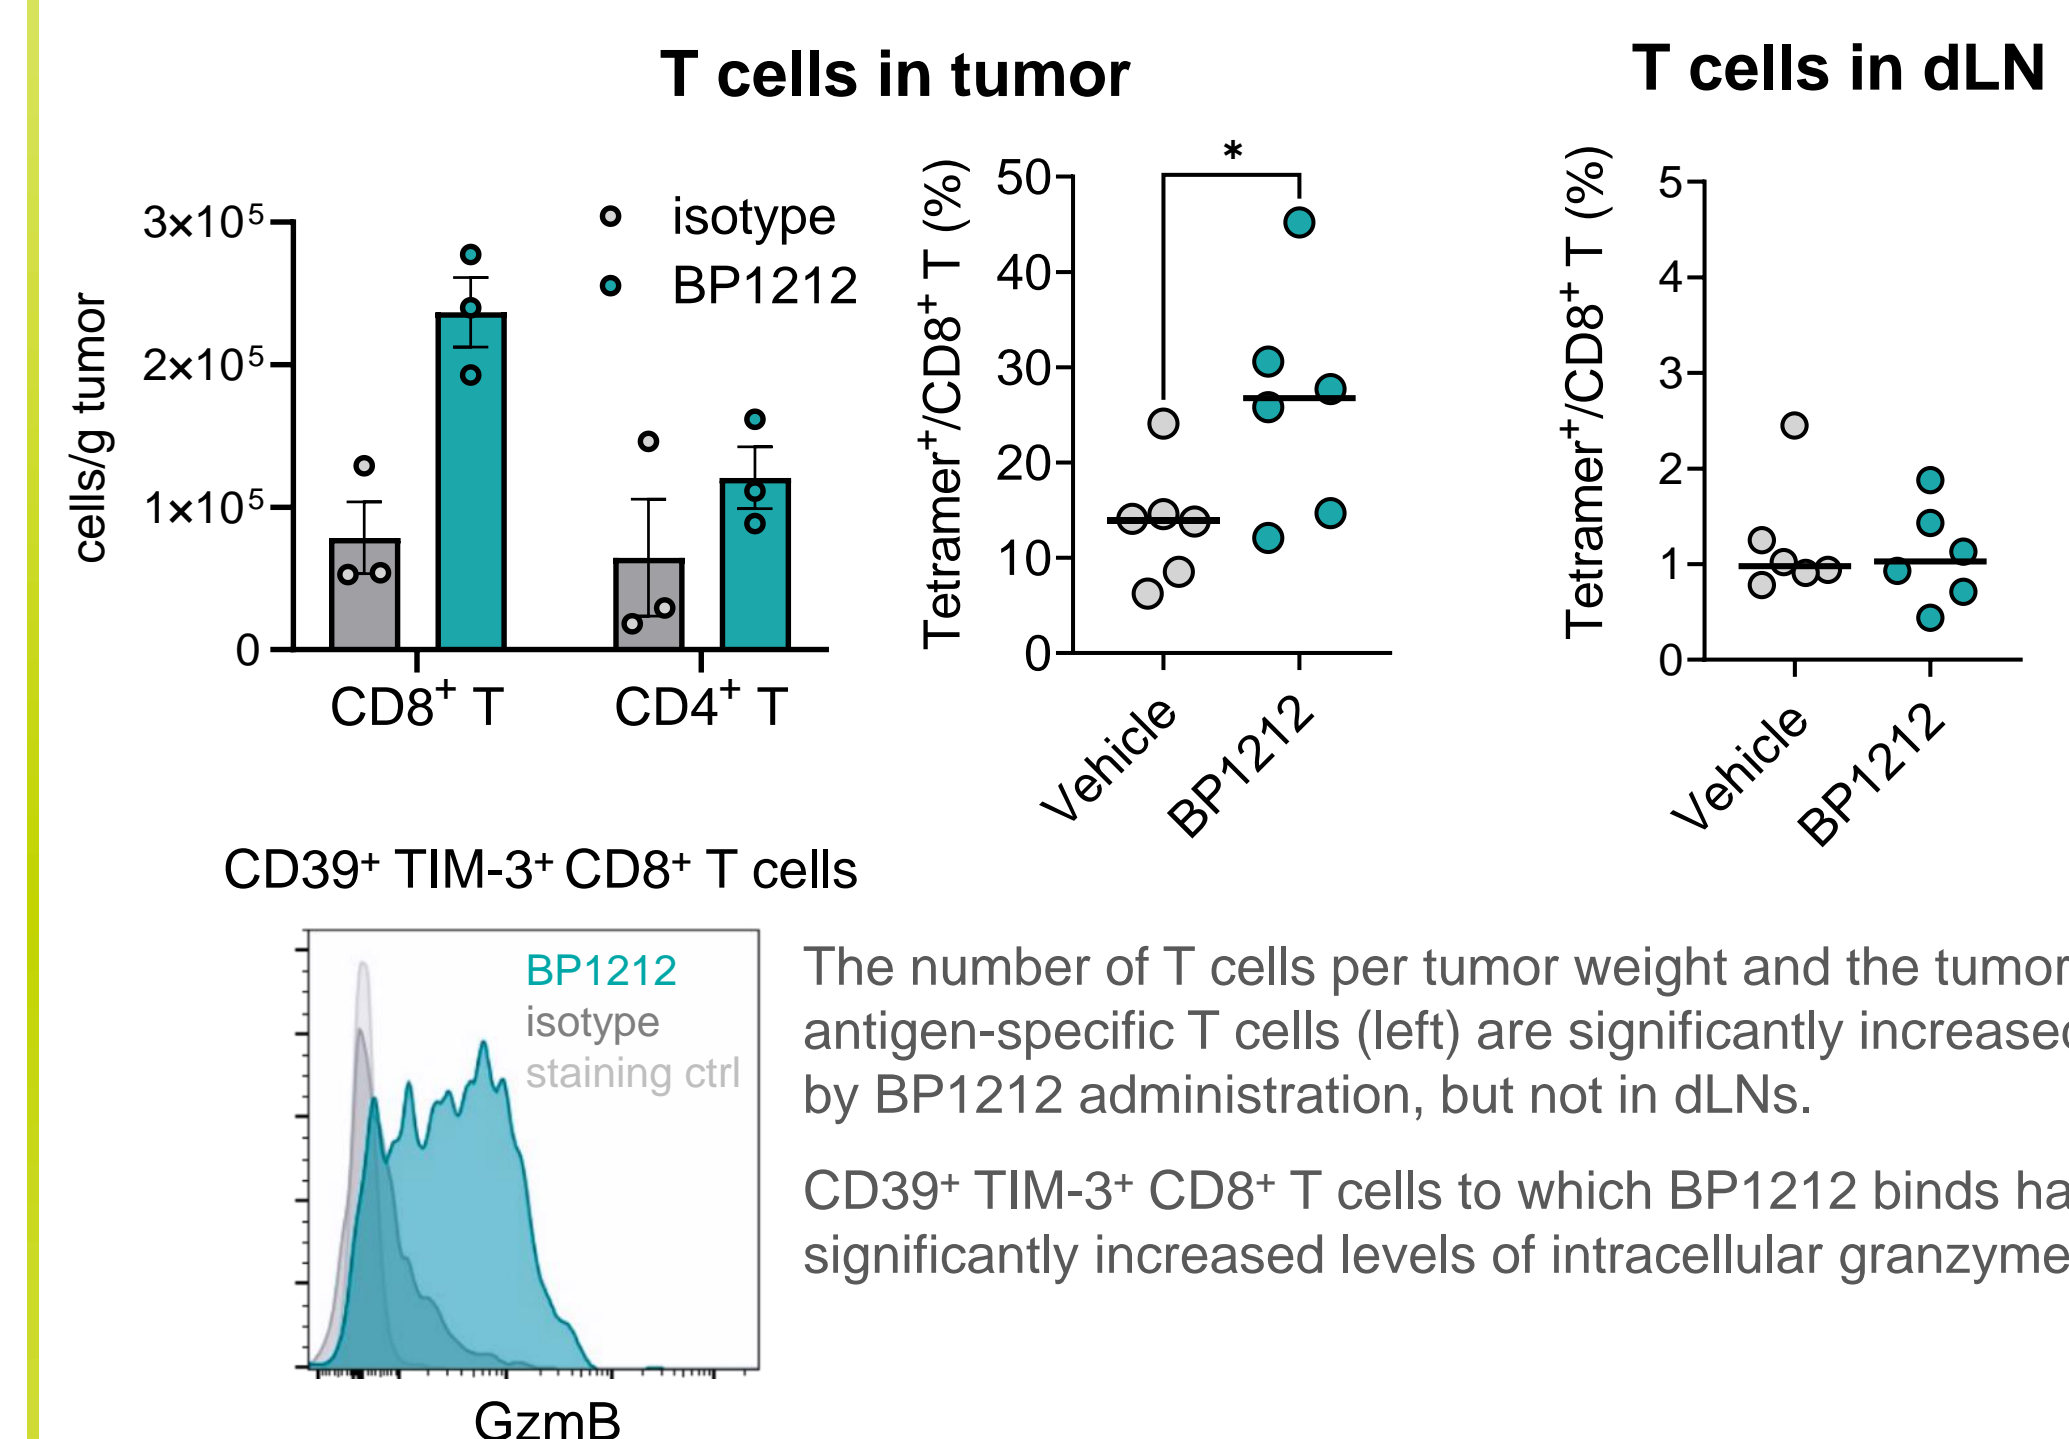 T cells in tumor
T cells in dLN
cells/g tumor
3×10⁵
2×10⁵
1×10⁵
0
CD8⁺ T
CD4⁺ T
isotype
BP1212
Tetramer⁺/CD8⁺ T (%)
50
40
30
20
10
0
*
Vehicle
BP1212
Tetramer⁺/CD8⁺ T (%)
5
4
3
2
1
0
Vehicle
BP1212
CD39⁺ TIM-3⁺ CD8⁺ T cells
BP1212
isotype
staining ctrl
GzmB
The number of T cells per tumor weight and the tumor
antigen-specific T cells (left) are significantly increased
by BP1212 administration, but not in dLNs.
CD39⁺ TIM-3⁺ CD8⁺ T cells to which BP1212 binds ha
significantly increased levels of intracellular granzyme